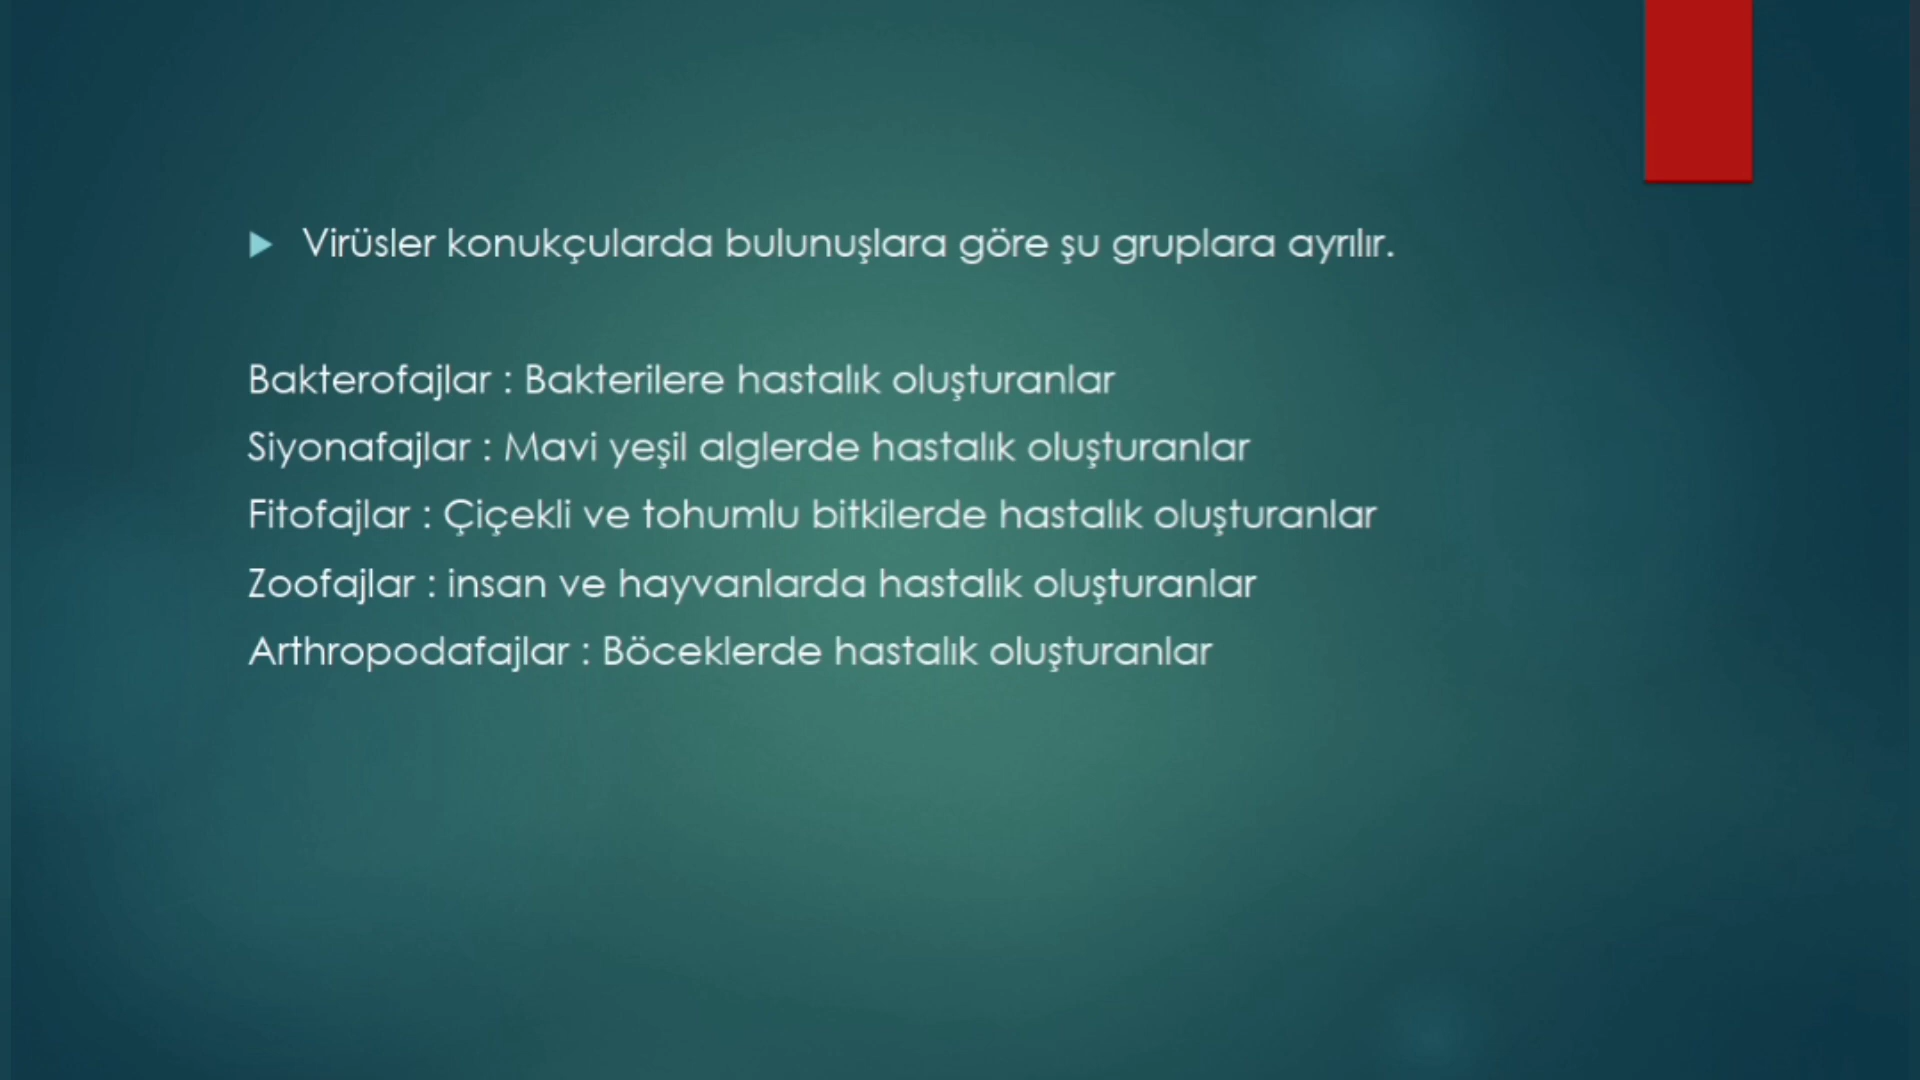 Virüsler konukçularda bulunuşlara göre şu gruplara ayrılır.
Bakterofajlar : Bakterilere hastalık oluşturanlar
Siyonafajlar : Mavi yeşil alglerde hastalık oluşturanlar
Fitofajlar : Çiçekli ve tohumlu bitkilerde hastalık oluşturanlar
Zoofajlar : insan ve hayvanlarda hastalık oluşturanlar
Arthropodafajlar : Böceklerde hastalık oluşturanlar